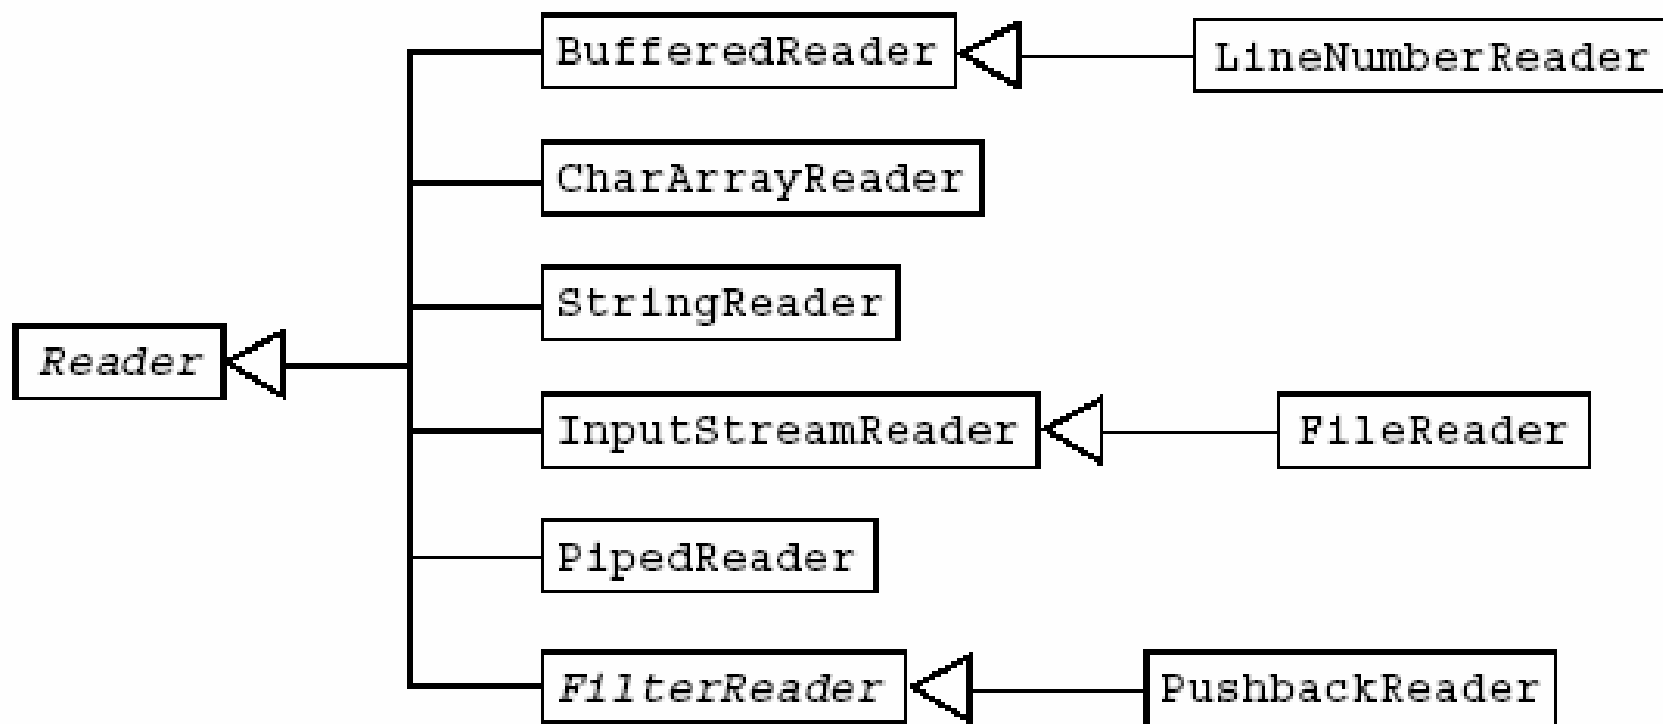 BufferedReader
LineNumberReader
CharArrayReader
StringReader
Reader
InputStreamReader
FileReader
PipedReader
FilterReader
PushbackReader